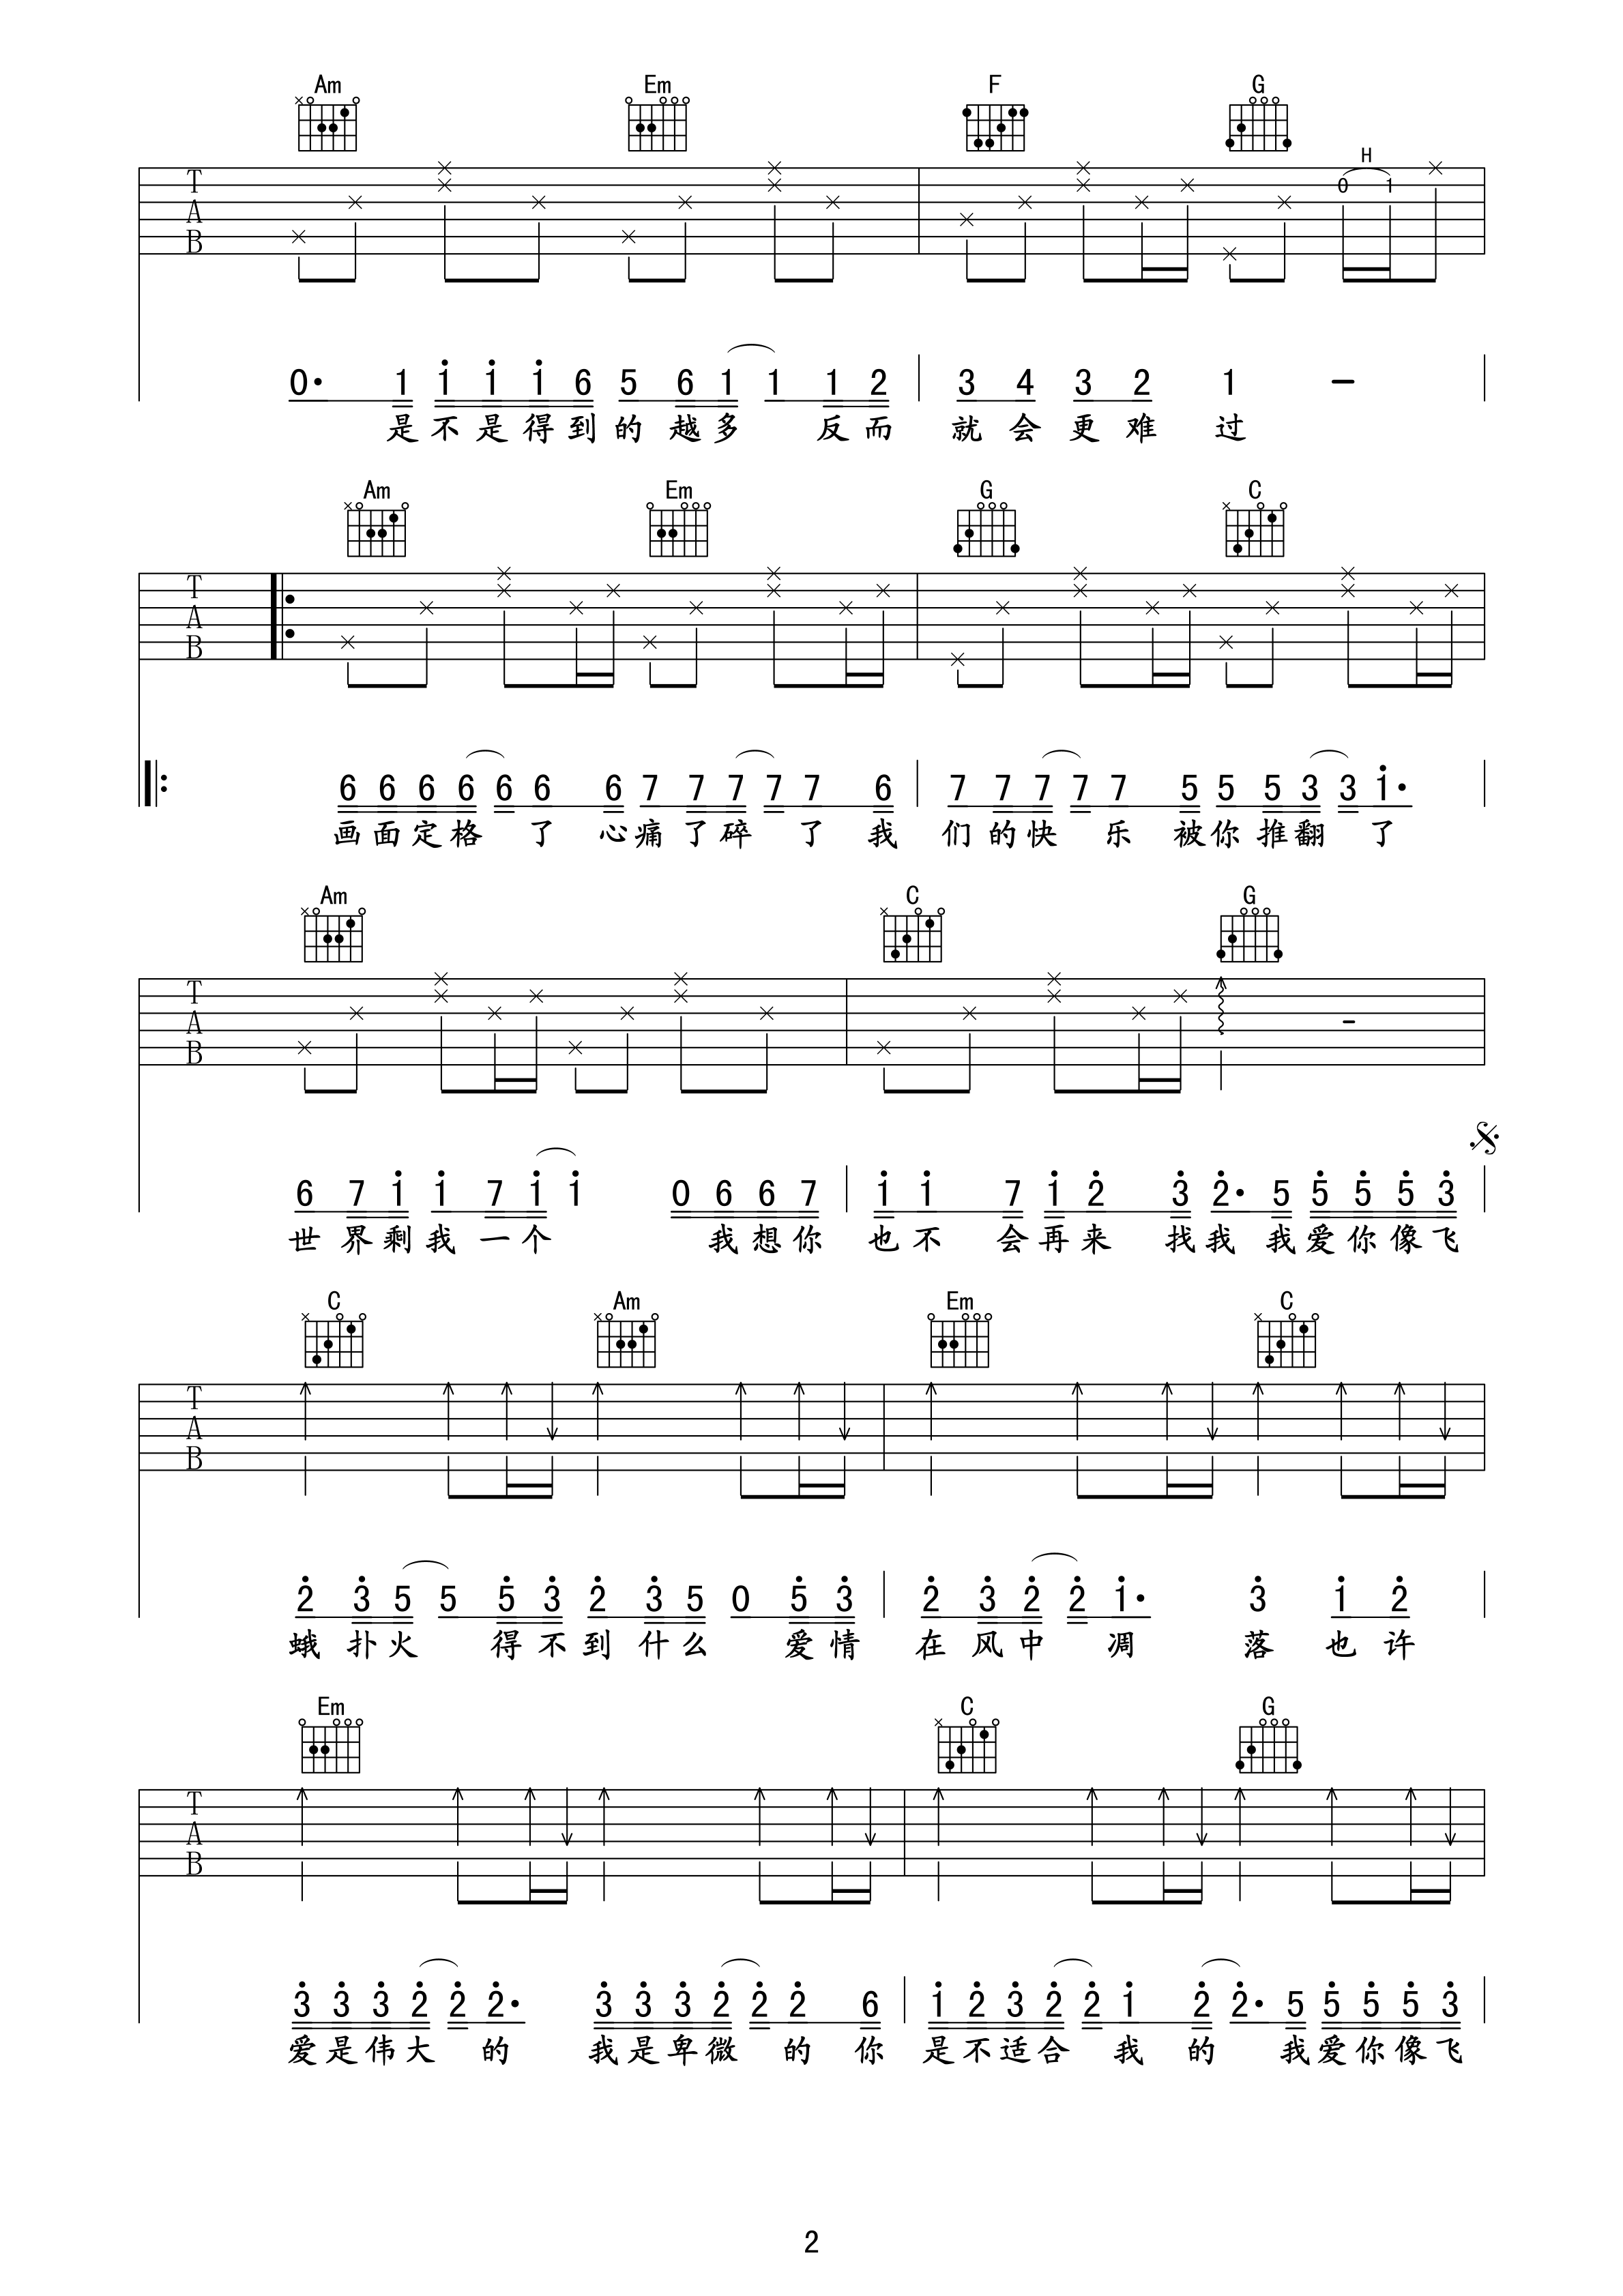 Am Em F G
H
T 0 1
A
B
0· 1 1 1 1 6 5 6 1 1 1 2 3 4 3 2 1 -
是不是得到的越多 反而 就会更难过
Am Em G C
T
A
B
6 6 6 6 6 6 6 7 7 7 7 7 6 7 7 7 7 7 5 5 5 3 3 1·
画面定格 了 心痛了碎 了 我 们的快 乐 被你推翻 了
Am C G
T
A
B
6 7 1 1 7 1 1 0 6 6 7 1 1 7 1 2 3 2· 5 5 5 5 3
世界剩我一个 我想你 也不 会再来 找我 我爱你像飞
C Am Em C
T
A
B
2 3 5 5 5 3 2 3 5 0 5 3 2 3 2 2 1· 3 1 2
蛾扑火 得不到什么 爱情 在风中 凋 落 也许
Em C G
T
A
B
3 3 3 2 2 2· 3 3 3 2 2 2 6 1 2 3 2 2 1 2 2· 5 5 5 5 3
爱是伟大 的 我是卑微 的 你 是不适合 我 的 我爱你像飞
2